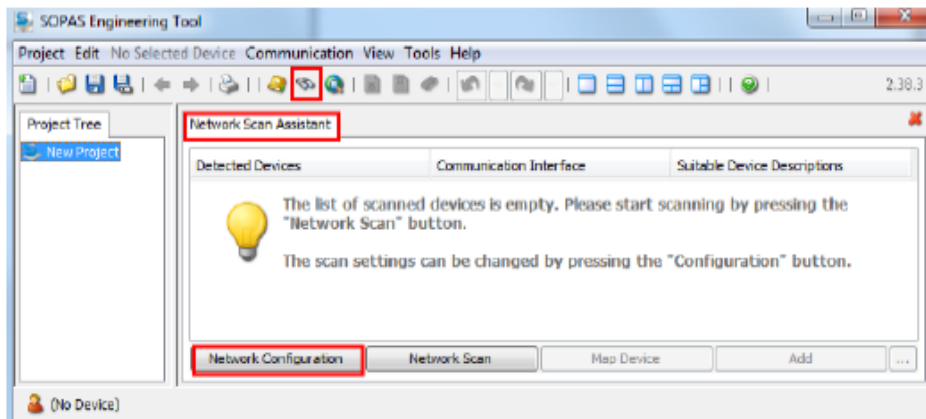 SOPAS Engineering Tool
Project Edit No Selected Device Communication View Tools Help
2.38.3
Project Tree
Network Scan Assistant
New Project
Detected Devices Communication Interface Suitable Device Descriptions
The list of scanned devices is empty. Please start scanning by pressing the
"Network Scan" button.
The scan settings can be changed by pressing the "Configuration" button.
Network Configuration Network Scan Map Device Add ...
(No Device)